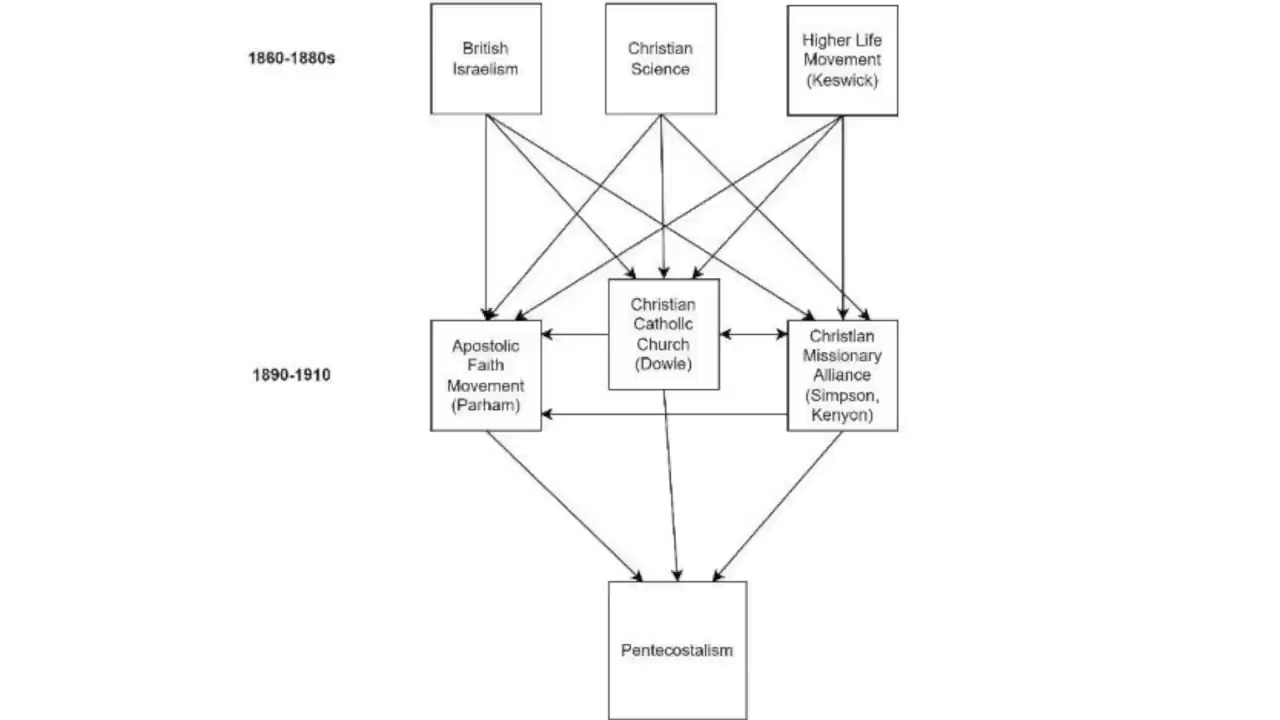 1860-1880s
British
Israelism
Christian
Science
Higher Life
Movement
(Keswick)
1890-1910
Apostolic
Faith
Movement
(Parham)
Christian
Catholic
Church
(Dowle)
Christian
Missionary
Alliance
(Simpson,
Kenyon)
Pentecostalism